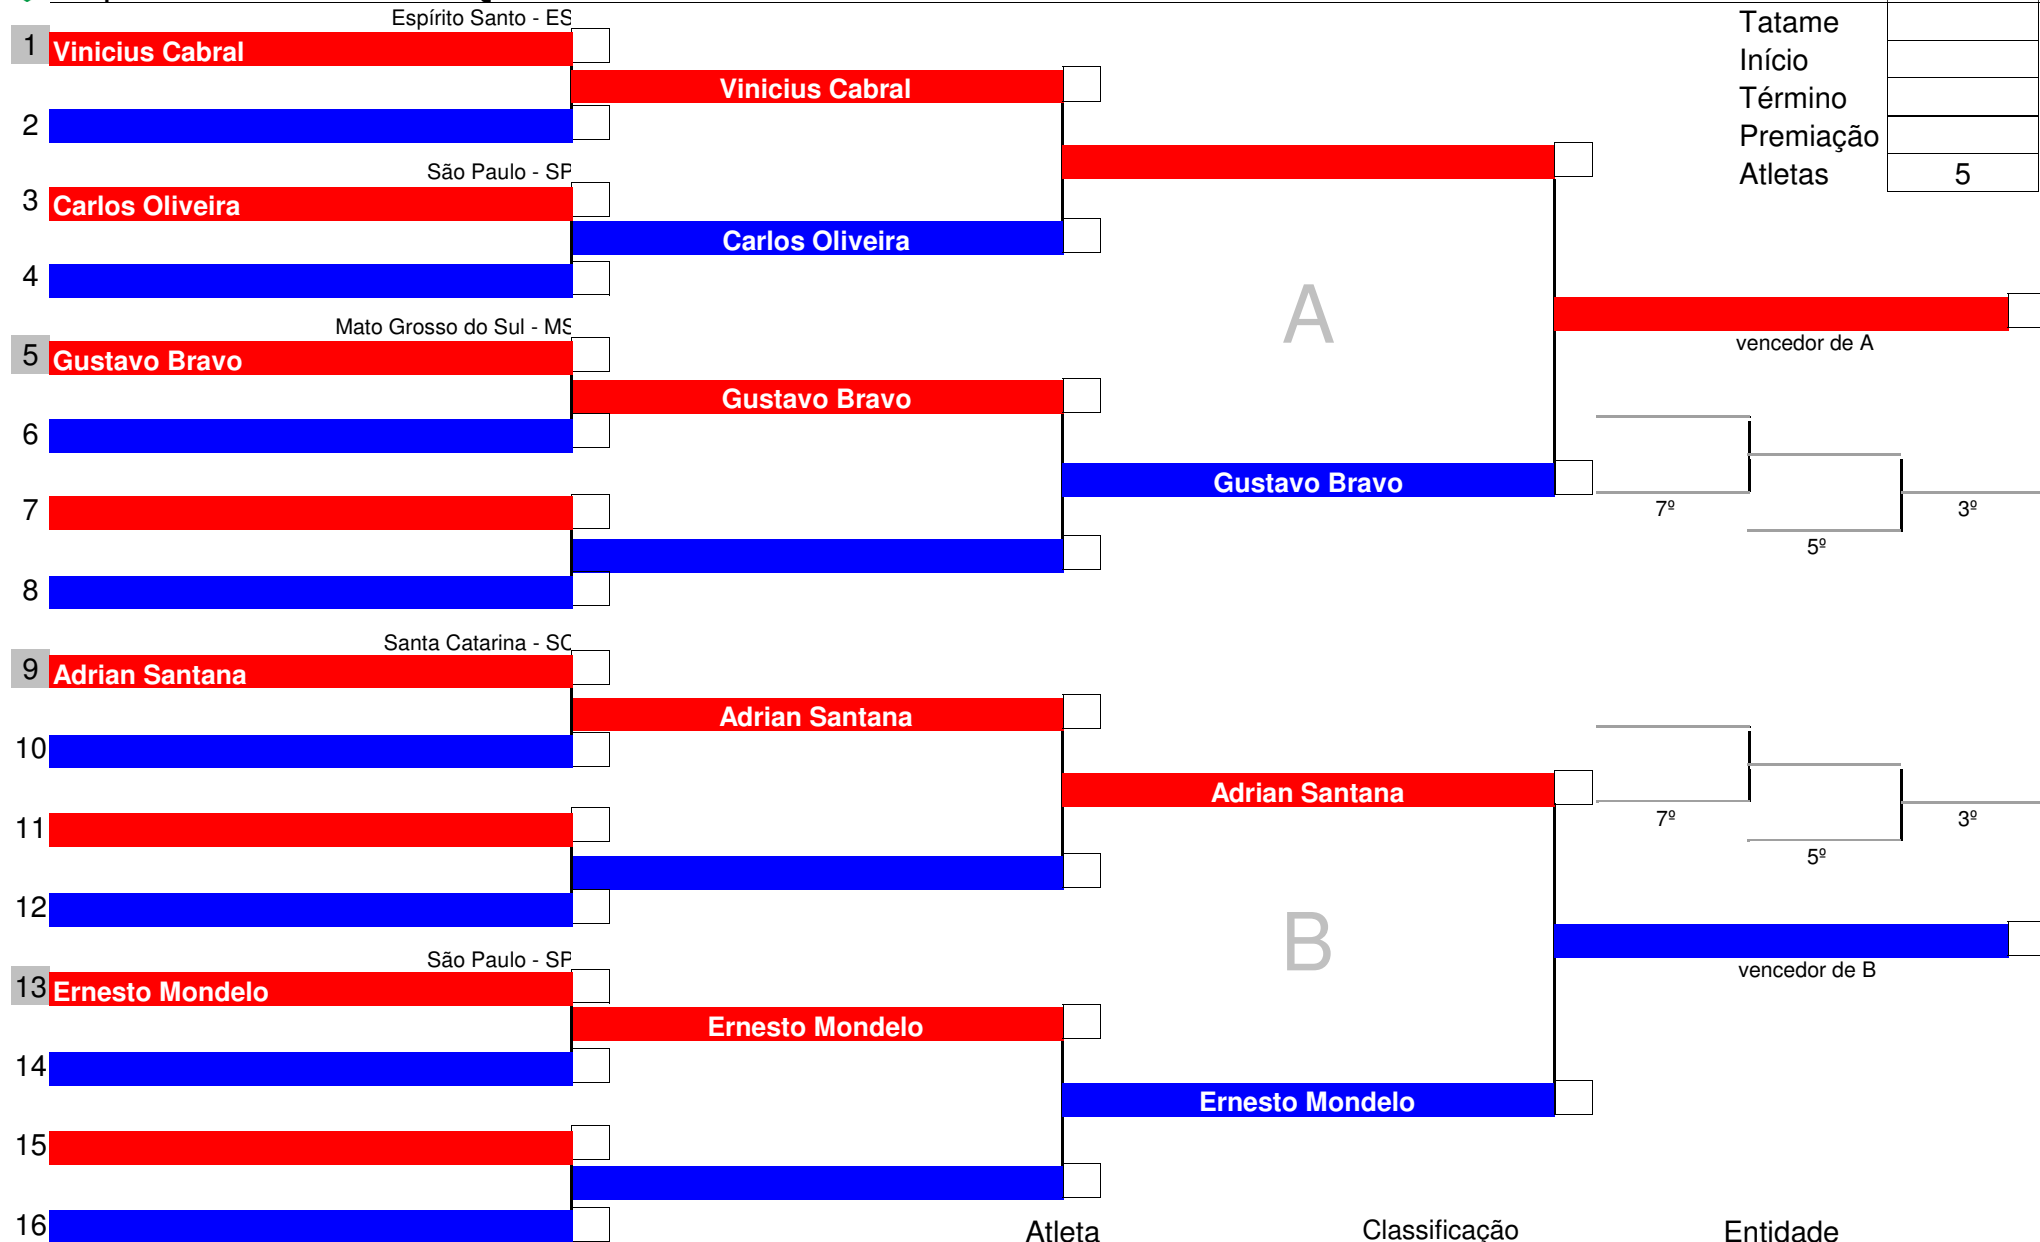 Espírito Santo - ES
1 Vinicius Cabral
Vinicius Cabral
2
São Paulo - SP
3 Carlos Oliveira
Carlos Oliveira
4
Mato Grosso do Sul - MS
5 Gustavo Bravo
Gustavo Bravo
6
Gustavo Bravo
7
8
Santa Catarina - SC
9 Adrian Santana
Adrian Santana
10
Adrian Santana
11
12
São Paulo - SP
13 Ernesto Mondelo
Ernesto Mondelo
14
Ernesto Mondelo
15
16
A
B
Tatame
Início
Término
Premiação
Atletas 5
vencedor de A
7º
3º
5º
7º
3º
5º
vencedor de B
Atleta Classificação Entidade